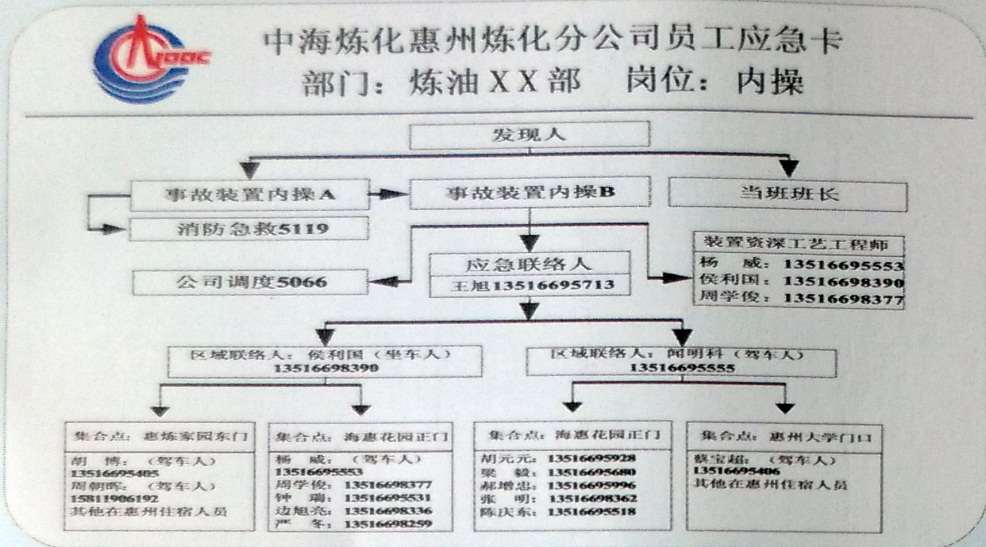 CNOOC
中海炼化惠州炼化分公司员工应急卡
部门：炼油XX部 岗位：内操
发现人
事故装置内操A
事故装置内操B
当班班长
消防急救5119
公司调度5066
应急联络人
王旭13516695713
装置资深工艺工程师
杨 威：13516695553
侯利国：13516698390
周学俊：13516698377
区域联络人：侯利国（坐车人）
13516698390
区域联络人：闻明科（驾车人）
13516695555
集合点：惠炼家园东门
胡 博：（驾车人）
13516695405
周朝晖：（驾车人）
15811906192
其他在惠州住宿人员
集合点：海惠花园正门
杨 威：（驾车人）
13516695553
周学俊：13516698377
钟 瑞：13516695531
边旭亮：13516698336
严 冬：13516698259
集合点：海惠花园正门
胡元元：13516695928
梁 毅：13516695680
郝增忠：13516695996
张 明：13516698362
陈庆东：13516695518
集合点：惠州大学门口
蔡宝超：（驾车人）
13516695406
其他在惠州住宿人员